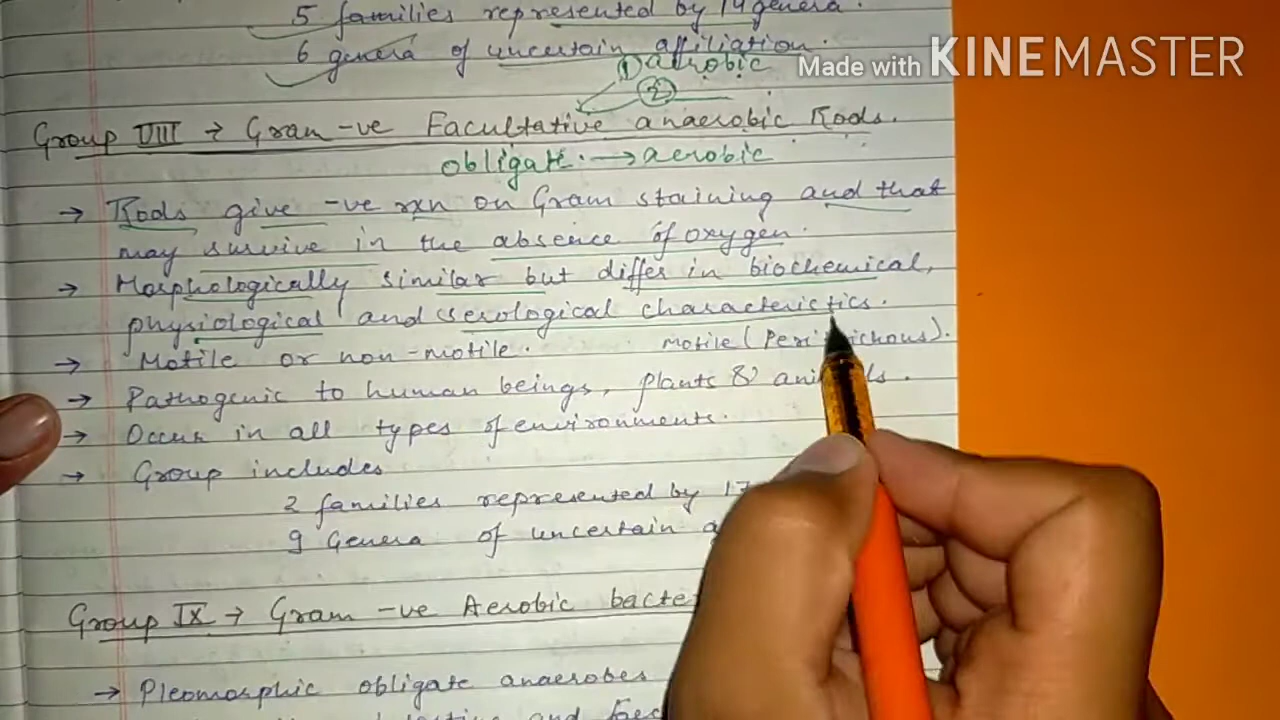 5 families represented by 14 genera.
6 genera of uncertain affiliation.
① aerobic
②
Made with KINEMASTER
Group VIII → Gram -ve Facultative anaerobic Rods.
obligate. → aerobic
→ Rods give -ve rxn on Gram staining and that
may survive in the absence of oxygen.
→ Morphologically similar but differ in biochemical,
physiological and serological characterictics.
→ Motile or non-motile. motile (Peri
→ Pathogenic to human beings, plants &
→ Occur in all types of environments.
→ Group includes
2 families represented by 17
9 Genera of uncertain
Group IX → Gram -ve Aerobic
→ Pleomorphic obligate anaerobes
and